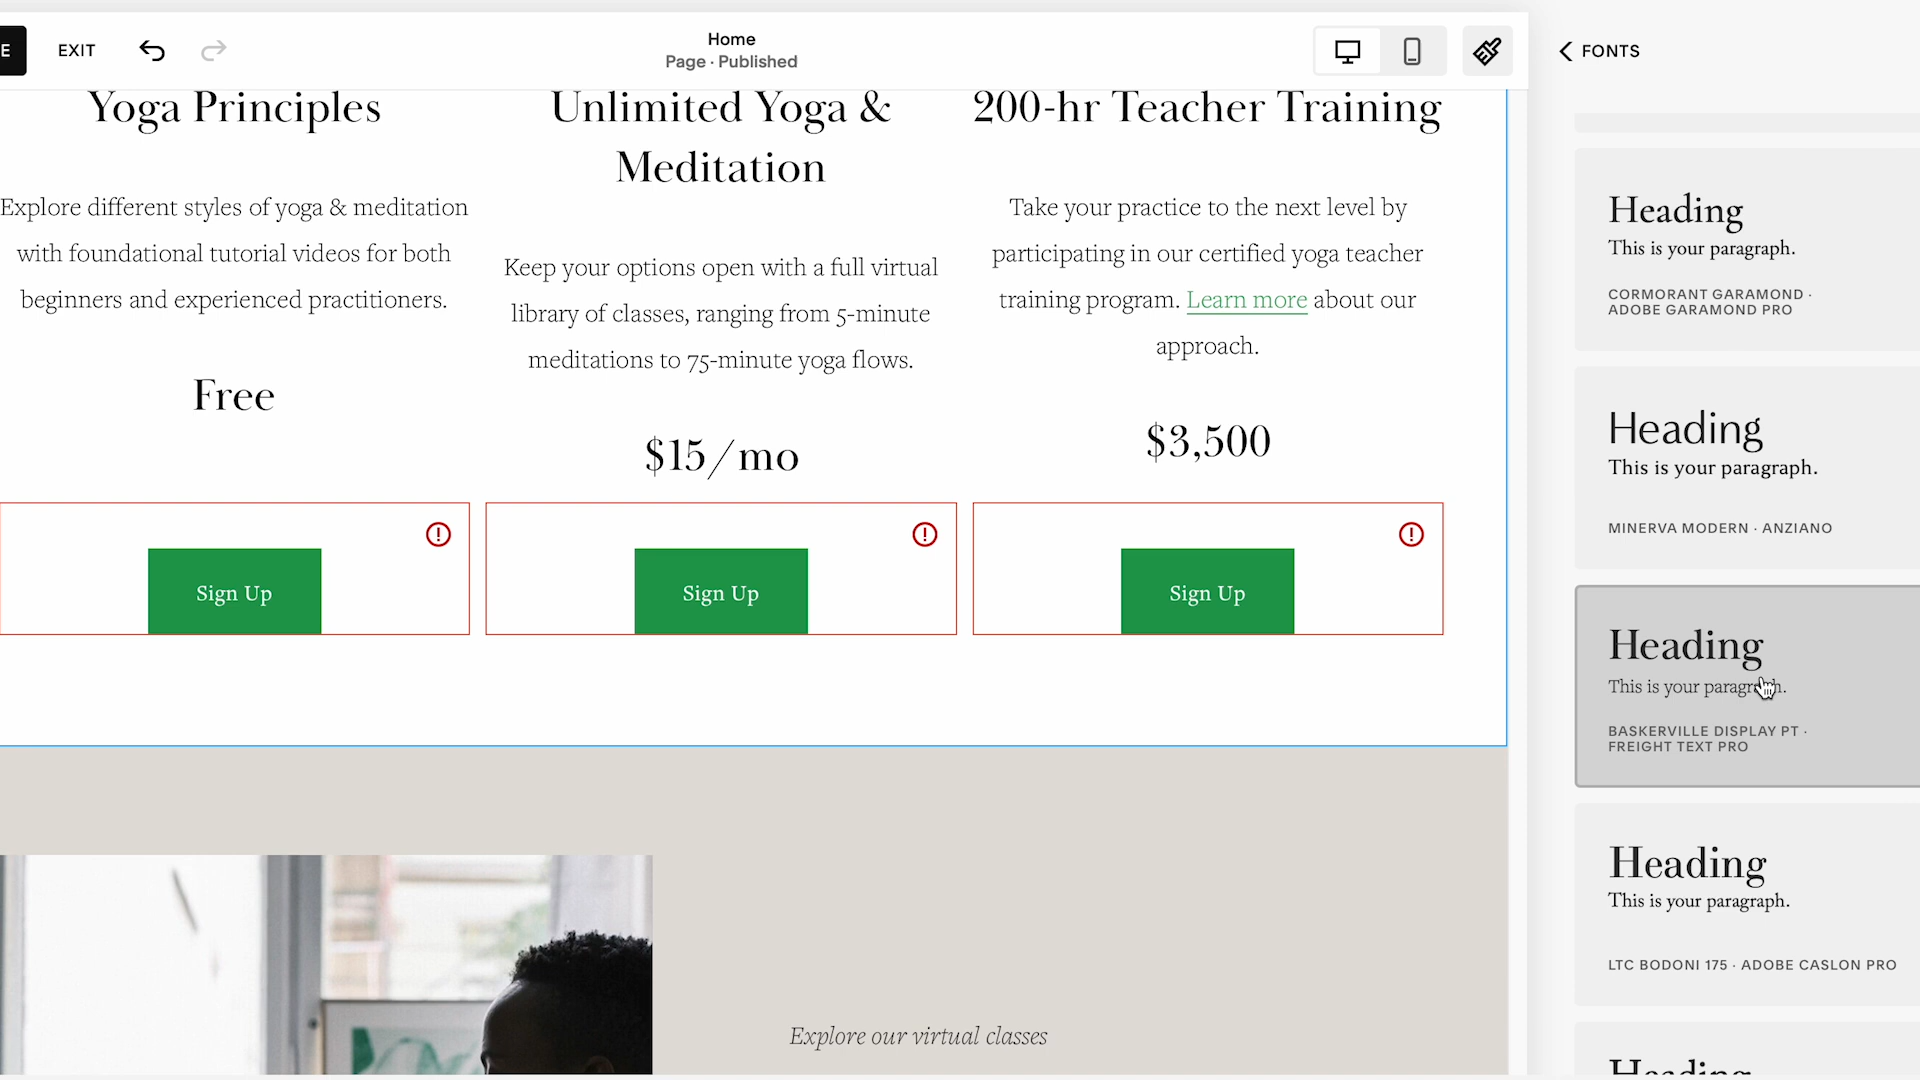 E
EXIT
Home
Page · Published
FONTS
Yoga Principles
Explore different styles of yoga & meditation
with foundational tutorial videos for both
beginners and experienced practitioners.
Free
Sign Up
Unlimited Yoga &
Meditation
Keep your options open with a full virtual
library of classes, ranging from 5-minute
meditations to 75-minute yoga flows.
$15/mo
Sign Up
200-hr Teacher Training
Take your practice to the next level by
participating in our certified yoga teacher
training program. Learn more about our
approach.
$3,500
Sign Up
Explore our virtual classes
Heading
This is your paragraph.
CORMORANT GARAMOND ·
ADOBE GARAMOND PRO
Heading
This is your paragraph.
MINERVA MODERN · ANZIANO
Heading
This is your paragraph.
BASKERVILLE DISPLAY PT ·
FREIGHT TEXT PRO
Heading
This is your paragraph.
LTC BODONI 175 · ADOBE CASLON PRO
Heading